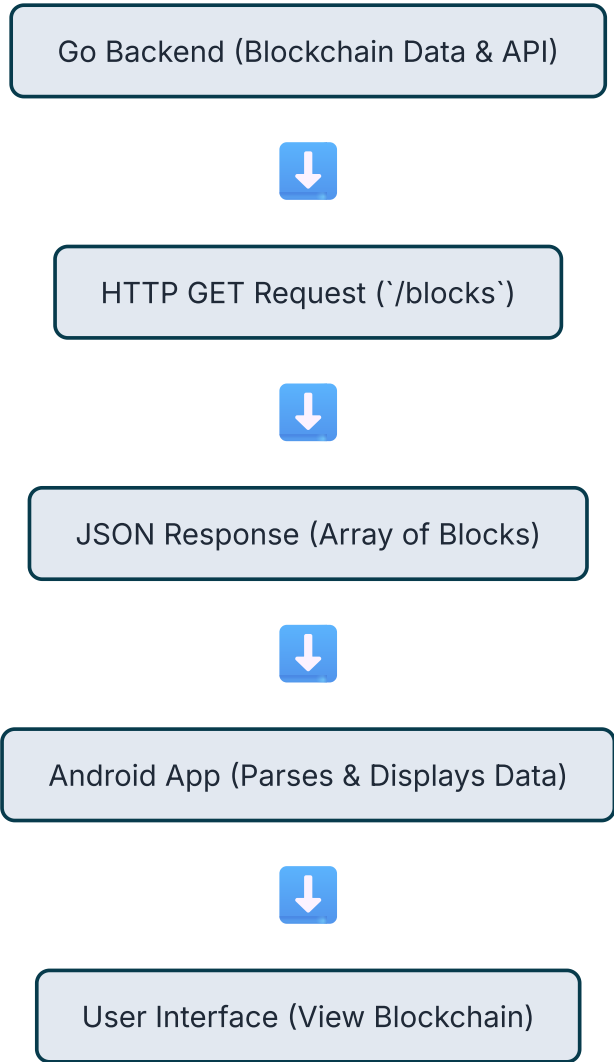 Go Backend (Blockchain Data & API)
HTTP GET Request (`/blocks`)
JSON Response (Array of Blocks)
Android App (Parses & Displays Data)
User Interface (View Blockchain)